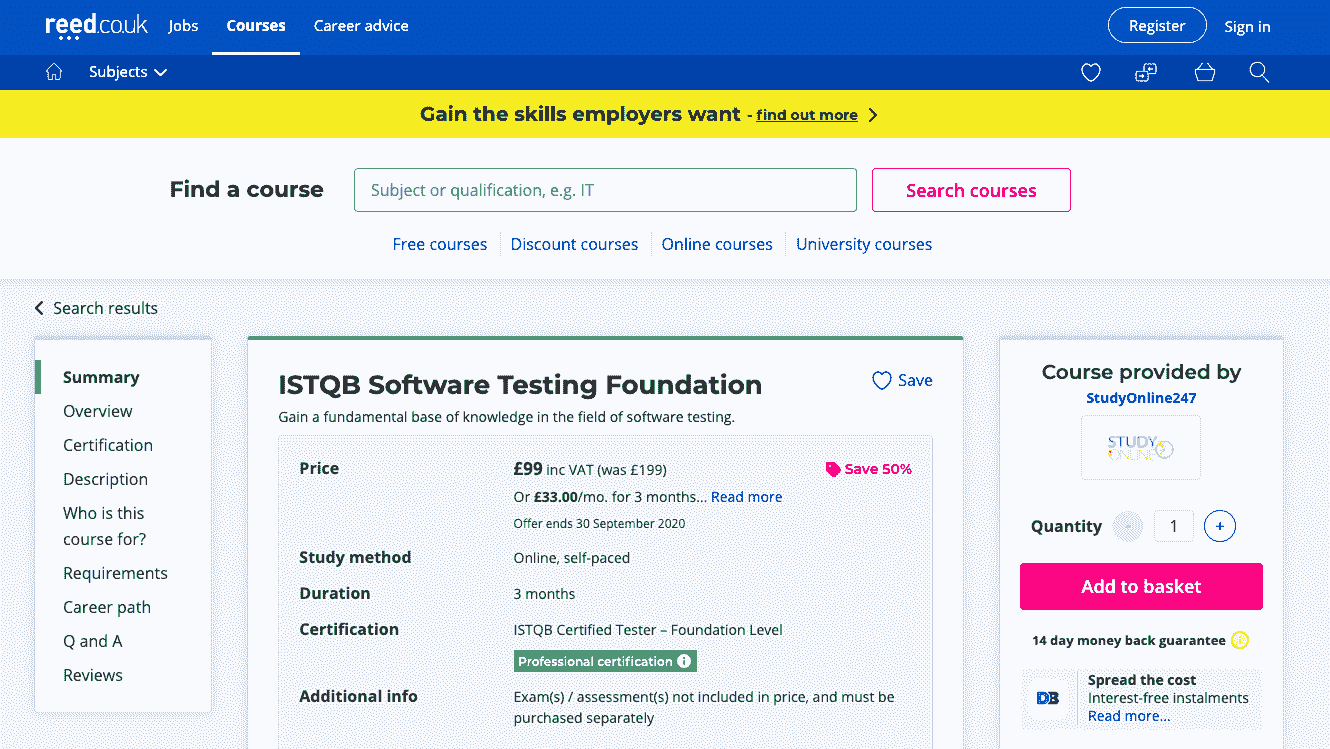 reed.co.uk Jobs Courses Career advice Register Sign in
Subjects
Gain the skills employers want - find out more
Find a course Subject or qualification, e.g. IT Search courses
Free courses Discount courses Online courses University courses
Search results
Summary
Overview
Certification
Description
Who is this
course for?
Requirements
Career path
Q and A
Reviews
ISTQB Software Testing Foundation
Save
Gain a fundamental base of knowledge in the field of software testing.
Price £99 inc VAT (was £199) Save 50%
Or £33.00/mo. for 3 months... Read more
Offer ends 30 September 2020
Study method Online, self-paced
Duration 3 months
Certification ISTQB Certified Tester – Foundation Level
Professional certification
Additional info Exam(s) / assessment(s) not included in price, and must be
purchased separately
Course provided by
StudyOnline247
STUDY
ONLINE
Quantity - 1 +
Add to basket
14 day money back guarantee
Spread the cost
DB Interest-free instalments
Read more...